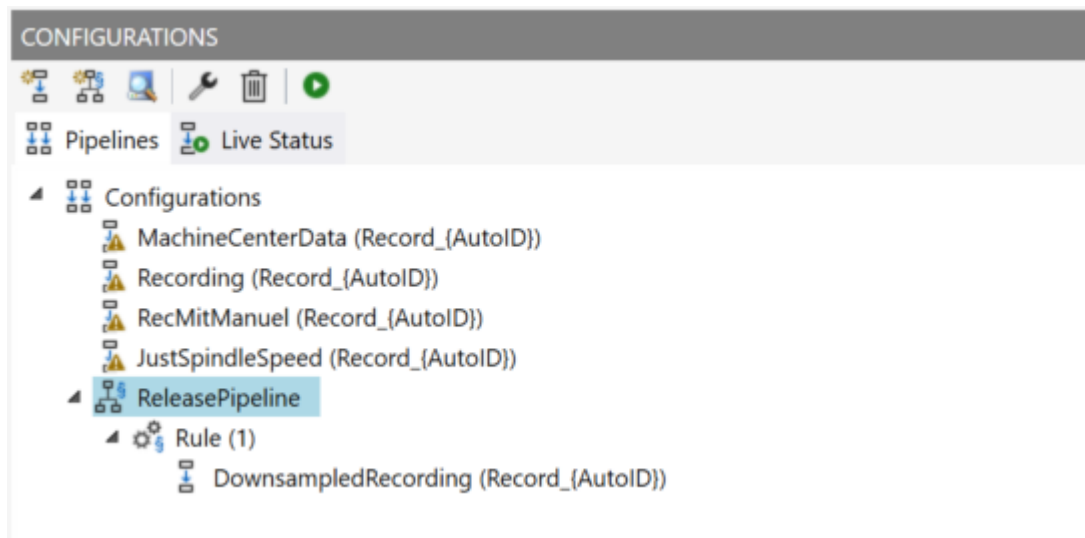 CONFIGURATIONS
Pipelines Live Status
Configurations
MachineCenterData (Record_{AutoID})
Recording (Record_{AutoID})
RecMitManuel (Record_{AutoID})
JustSpindleSpeed (Record_{AutoID})
ReleasePipeline
Rule (1)
DownsampledRecording (Record_{AutoID})